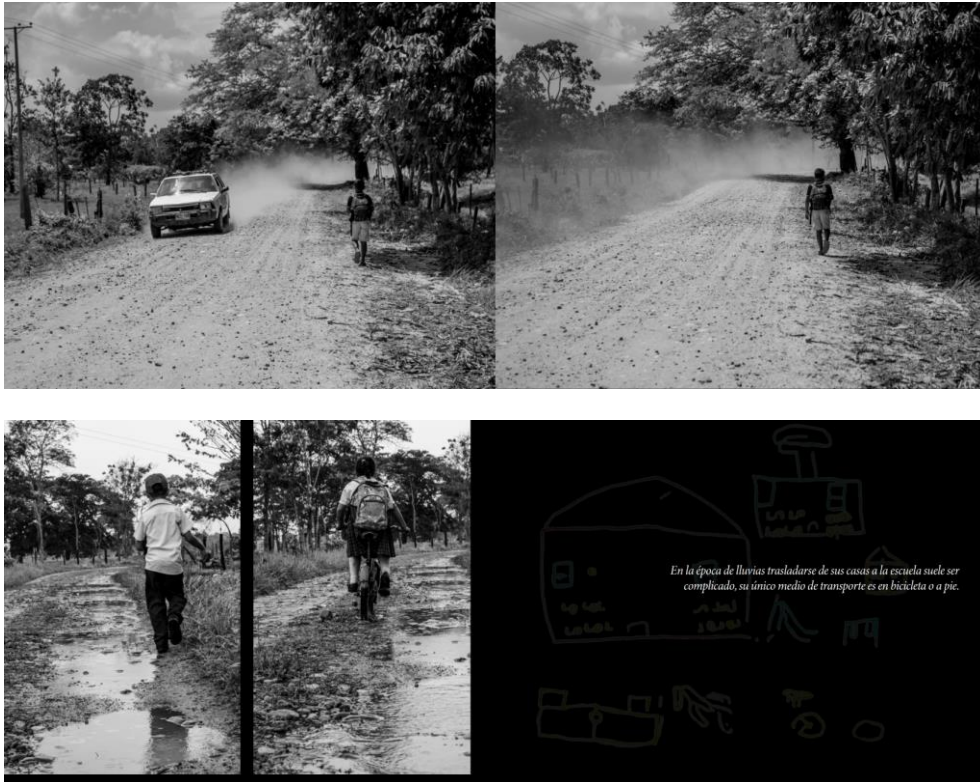 En la época de lluvias trasladarse de sus casas a la escuela suele ser
complicado, su único medio de transporte es en bicicleta o a pie.